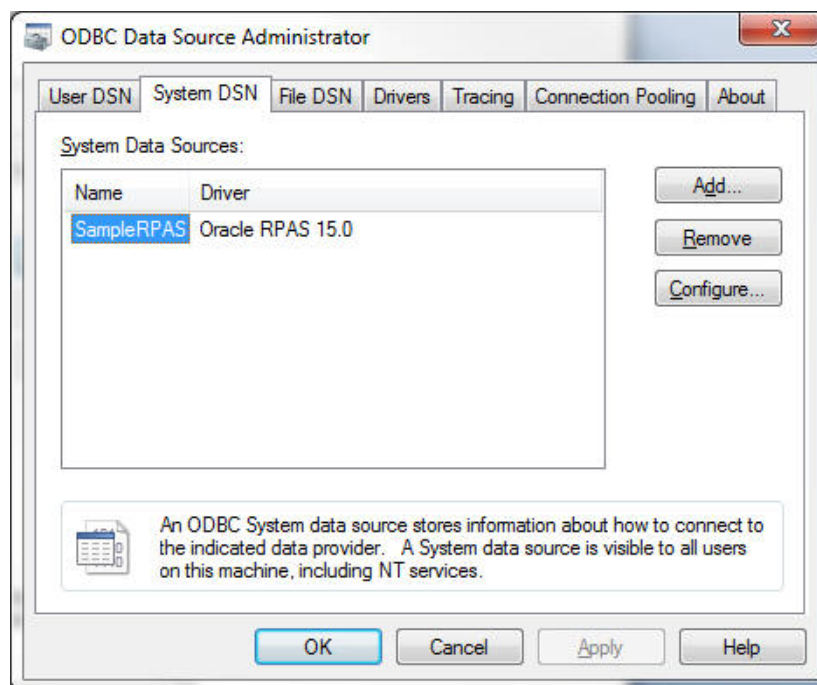 ODBC Data Source Administrator
User DSN System DSN File DSN Drivers Tracing Connection Pooling About
System Data Sources:
Name Driver
SampleRPAS Oracle RPAS 15.0
Add...
Remove
Configure...
An ODBC System data source stores information about how to connect to
the indicated data provider. A System data source is visible to all users
on this machine, including NT services.
OK Cancel Apply Help